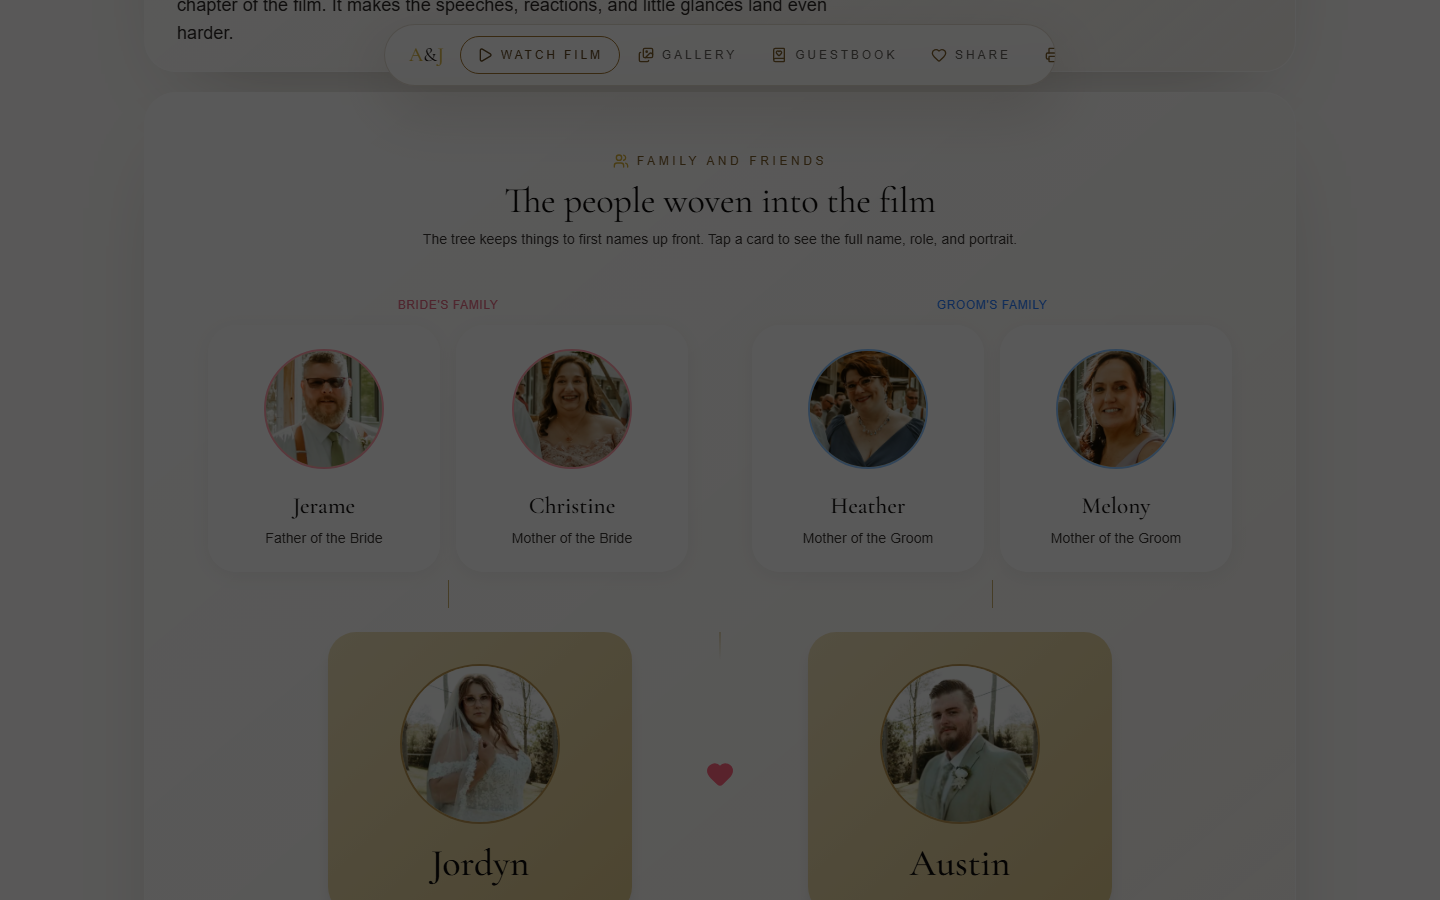 chapter of the film. It makes the speeches, reactions, and little glances land even
harder.
A&J WATCH FILM GALLERY GUESTBOOK SHARE
FAMILY AND FRIENDS
The people woven into the film
The tree keeps things to first names up front. Tap a card to see the full name, role, and portrait.
BRIDE'S FAMILY GROOM'S FAMILY
Jerame Christine Heather Melony
Father of the Bride Mother of the Bride Mother of the Groom Mother of the Groom
Jordyn Austin